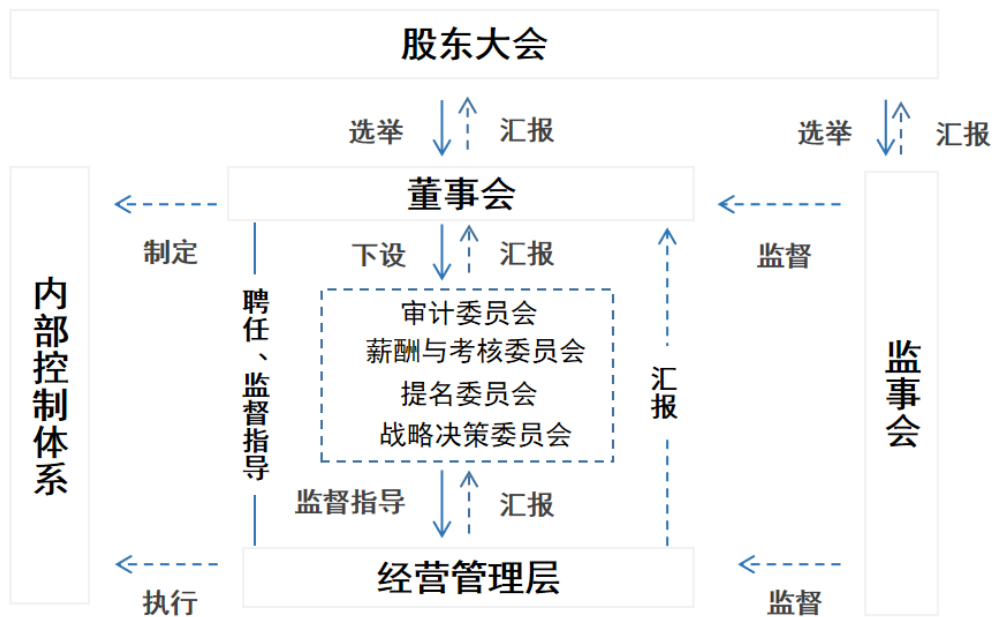 股东大会
选举
汇报
选举
汇报
董事会
制定
下设
汇报
监督
内部控制体系
聘任、监督指导
审计委员会
薪酬与考核委员会
提名委员会
战略决策委员会
汇报
监事会
监督指导
汇报
经营管理层
执行
监督